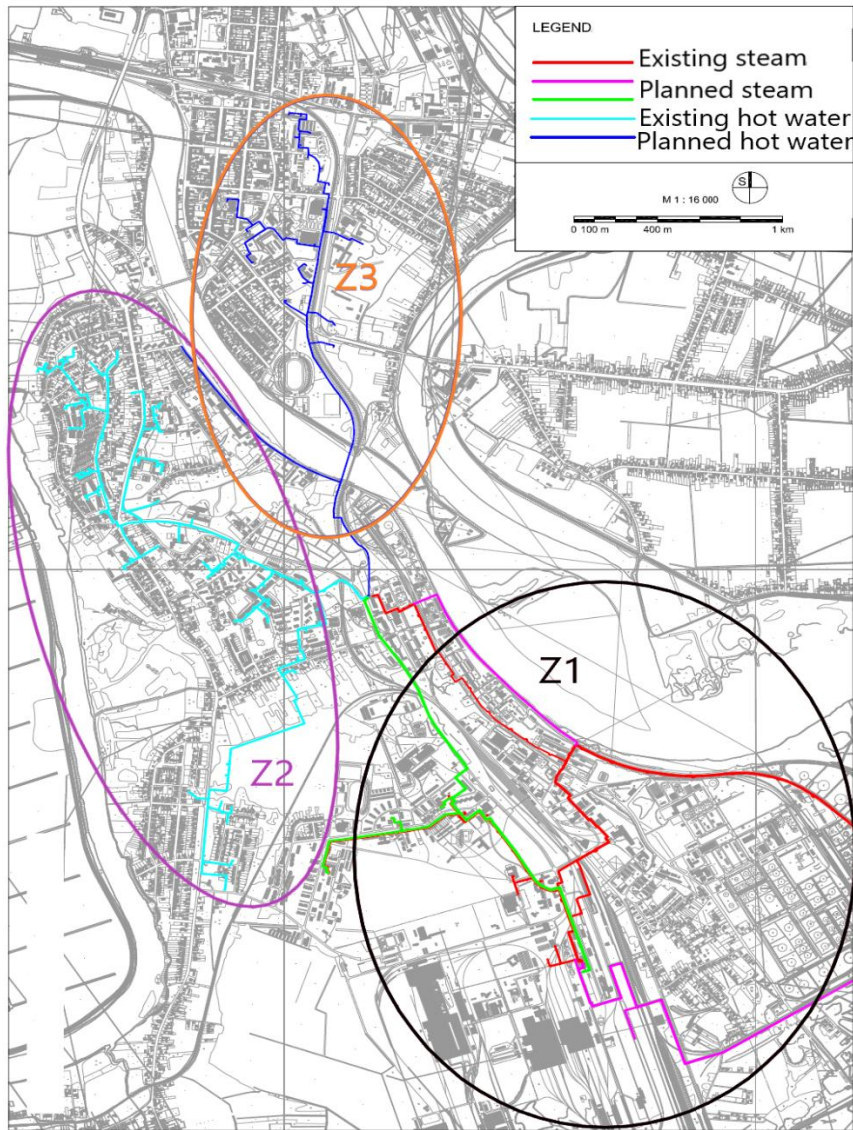 LEGEND
Existing steam
Planned steam
Existing hot water
Planned hot water
S
M 1 : 16 000
0 100 m 400 m 1 km
Z3
Z1
Z2